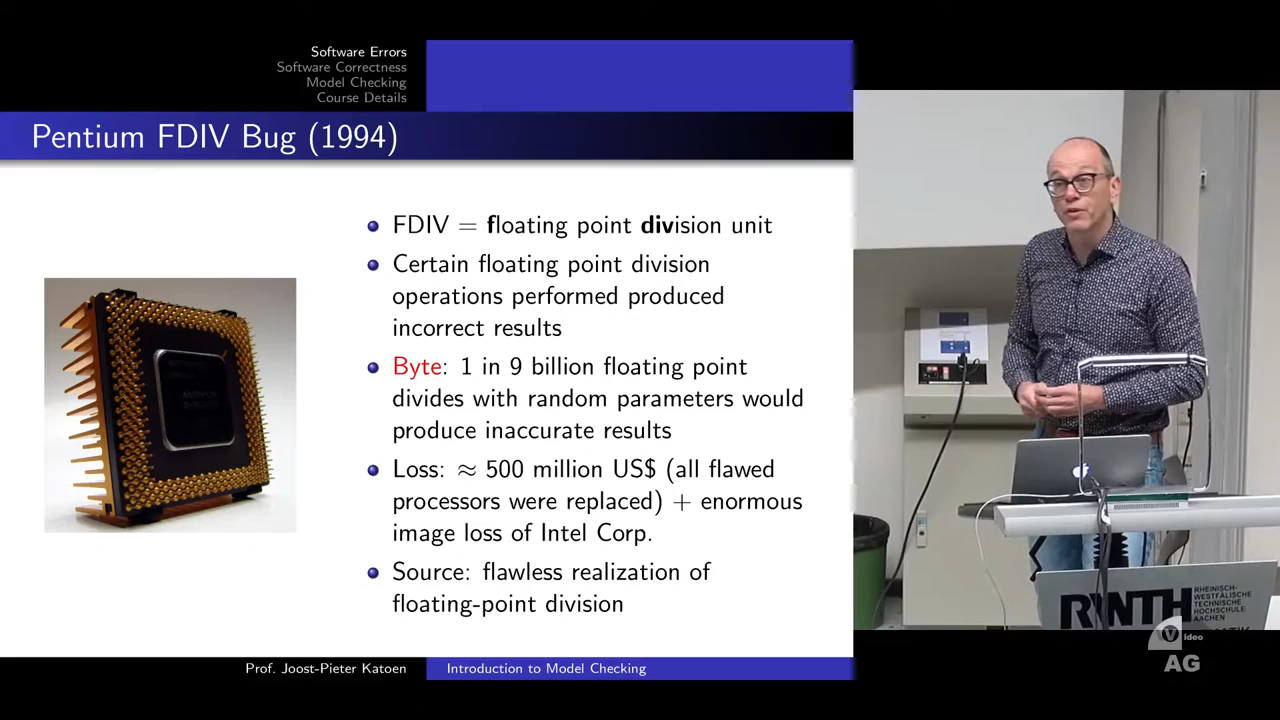 Software Errors
Software Correctness
Model Checking
Course Details
Pentium FDIV Bug (1994)
FDIV = floating point division unit
Certain floating point division
operations performed produced
incorrect results
Byte: 1 in 9 billion floating point
divides with random parameters would
produce inaccurate results
Loss: ≈ 500 million US$ (all flawed
processors were replaced) + enormous
image loss of Intel Corp.
Source: flawless realization of
floating-point division
Prof. Joost-Pieter Katoen
Introduction to Model Checking
RWTH
RHEINISCH-
WESTFÄLISCHE
TECHNISCHE
HOCHSCHULE
AACHEN
Video
AG